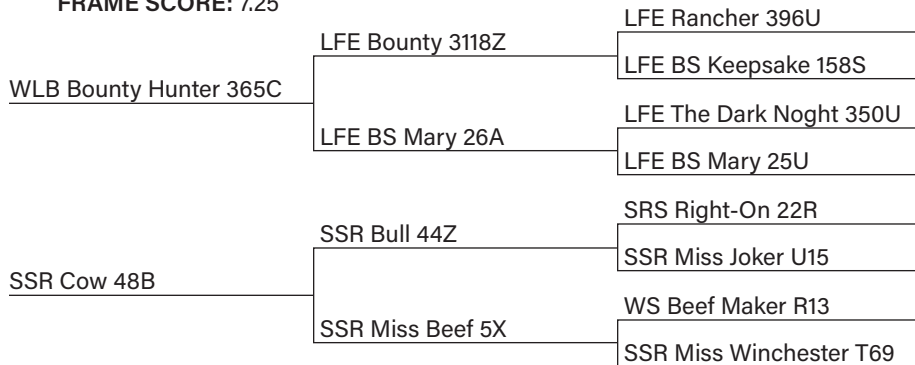 FRAME SCORE: 7.25
LFE Rancher 396U
LFE Bounty 3118Z
LFE BS Keepsake 158S
WLB Bounty Hunter 365C
LFE The Dark Noght 350U
LFE BS Mary 26A
LFE BS Mary 25U
SRS Right-On 22R
SSR Bull 44Z
SSR Miss Joker U15
SSR Cow 48B
WS Beef Maker R13
SSR Miss Beef 5X
SSR Miss Winchester T69